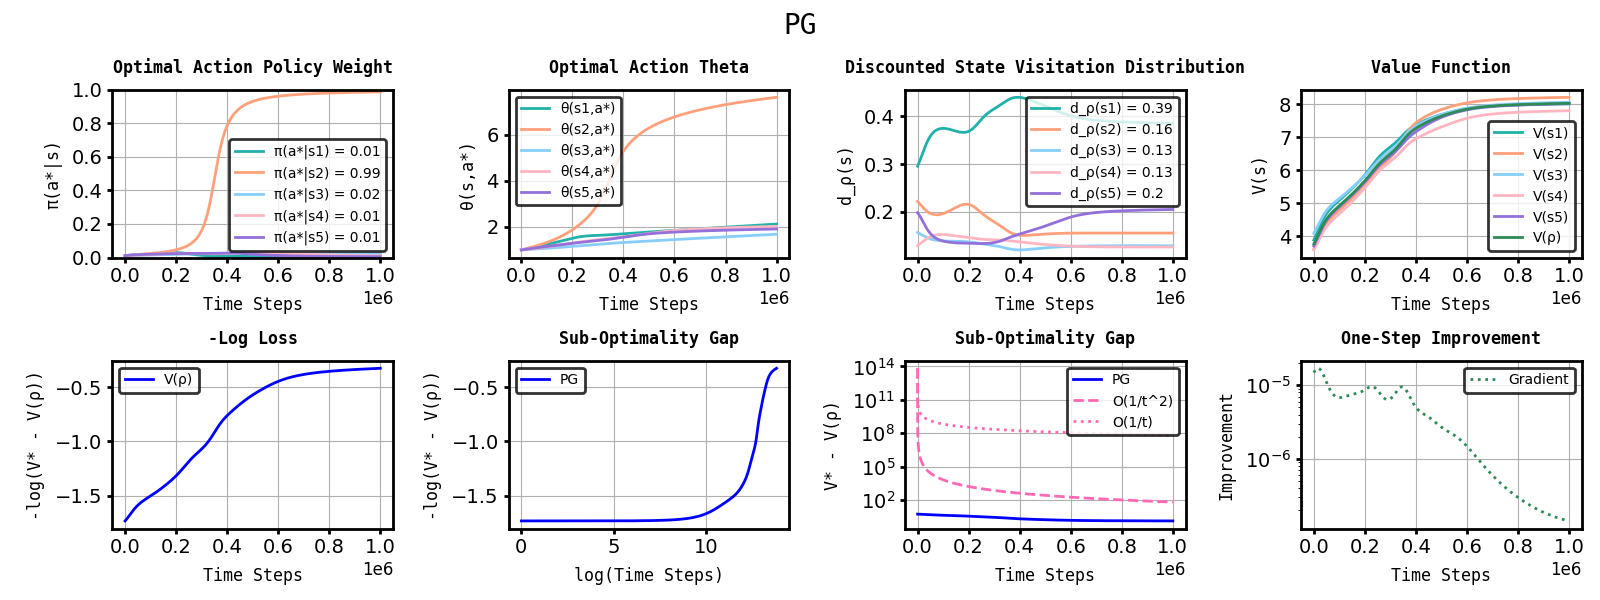 PG
Optimal Action Policy Weight
π(a*|s)
1.0
0.8
0.6
0.4
0.2
0.0
π(a*|s1) = 0.01
π(a*|s2) = 0.99
π(a*|s3) = 0.02
π(a*|s4) = 0.01
π(a*|s5) = 0.01
0.0 0.2 0.4 0.6 0.8 1.0
1e6
Time Steps
Optimal Action Theta
θ(s,a*)
6
4
2
θ(s1,a*)
θ(s2,a*)
θ(s3,a*)
θ(s4,a*)
θ(s5,a*)
0.0 0.2 0.4 0.6 0.8 1.0
1e6
Time Steps
Discounted State Visitation Distribution
d_ρ(s)
0.4
0.3
0.2
d_ρ(s1) = 0.39
d_ρ(s2) = 0.16
d_ρ(s3) = 0.13
d_ρ(s4) = 0.13
d_ρ(s5) = 0.2
0.0 0.2 0.4 0.6 0.8 1.0
1e6
Time Steps
Value Function
V(s)
8
7
6
5
4
V(s1)
V(s2)
V(s3)
V(s4)
V(s5)
V(ρ)
0.0 0.2 0.4 0.6 0.8 1.0
1e6
Time Steps
-Log Loss
-log(V* - V(ρ))
−0.5
−1.0
−1.5
V(ρ)
0.0 0.2 0.4 0.6 0.8 1.0
1e6
Time Steps
Sub-Optimality Gap
-log(V* - V(ρ))
−0.5
−1.0
−1.5
PG
0 5 10
log(Time Steps)
Sub-Optimality Gap
V* - V(ρ)
10^14
10^11
10^8
10^5
10^2
PG
O(1/t^2)
O(1/t)
0.0 0.2 0.4 0.6 0.8 1.0
1e6
Time Steps
One-Step Improvement
Improvement
10^−5
10^−6
Gradient
0.0 0.2 0.4 0.6 0.8 1.0
1e6
Time Steps